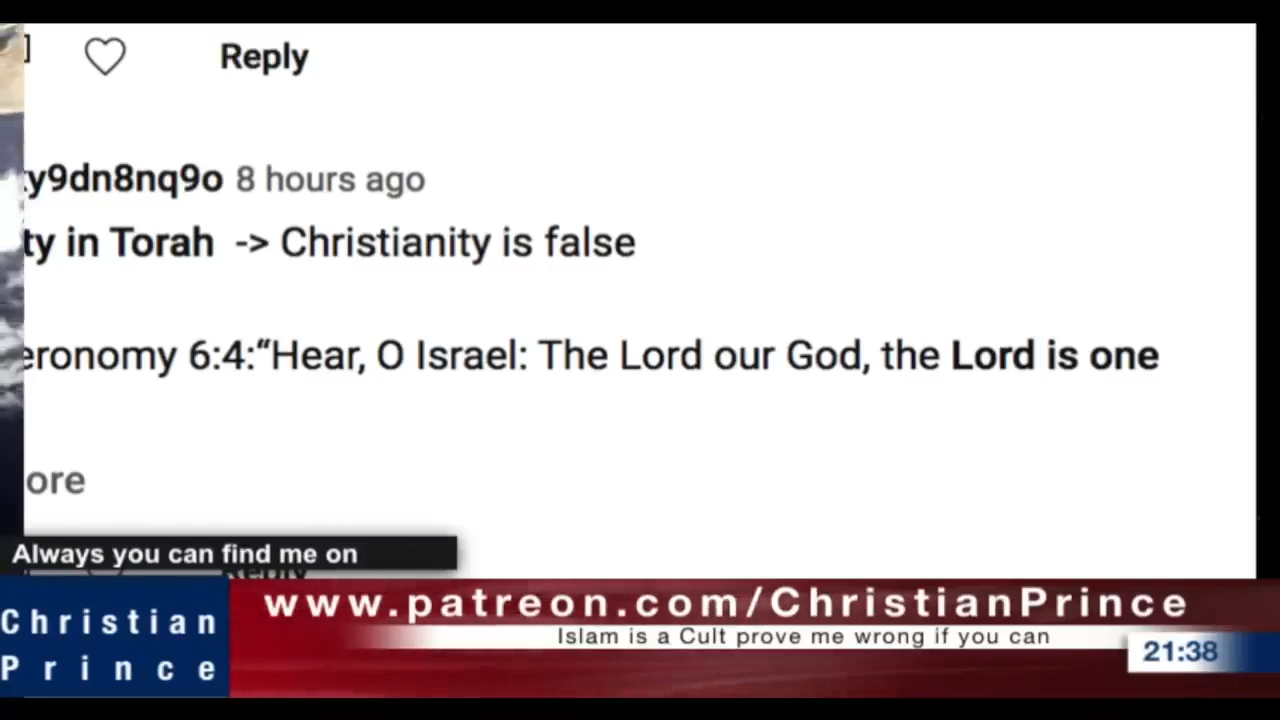 Reply
y9dn8nq9o 8 hours ago
ty in Torah -> Christianity is false
eronomy 6:4:“Hear, O Israel: The Lord our God, the Lord is one
ore
Always you can find me on
Reply
www.patreon.com/ChristianPrince
Islam is a Cult prove me wrong if you can
Christian
Prince
21:38